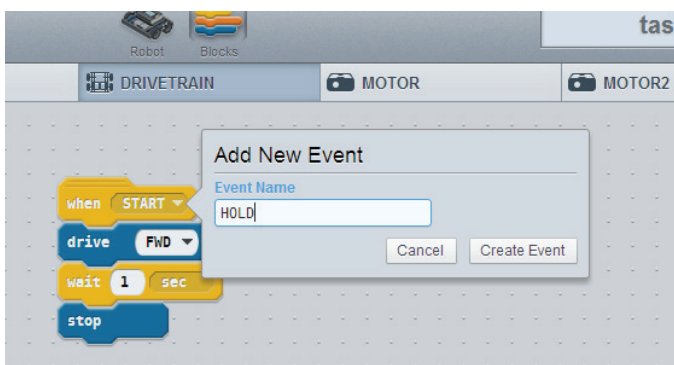 tas
Robot Blocks
DRIVETRAIN MOTOR MOTOR2
Add New Event
Event Name
HOLD
Cancel Create Event
when START
drive FWD
wait 1 sec
stop